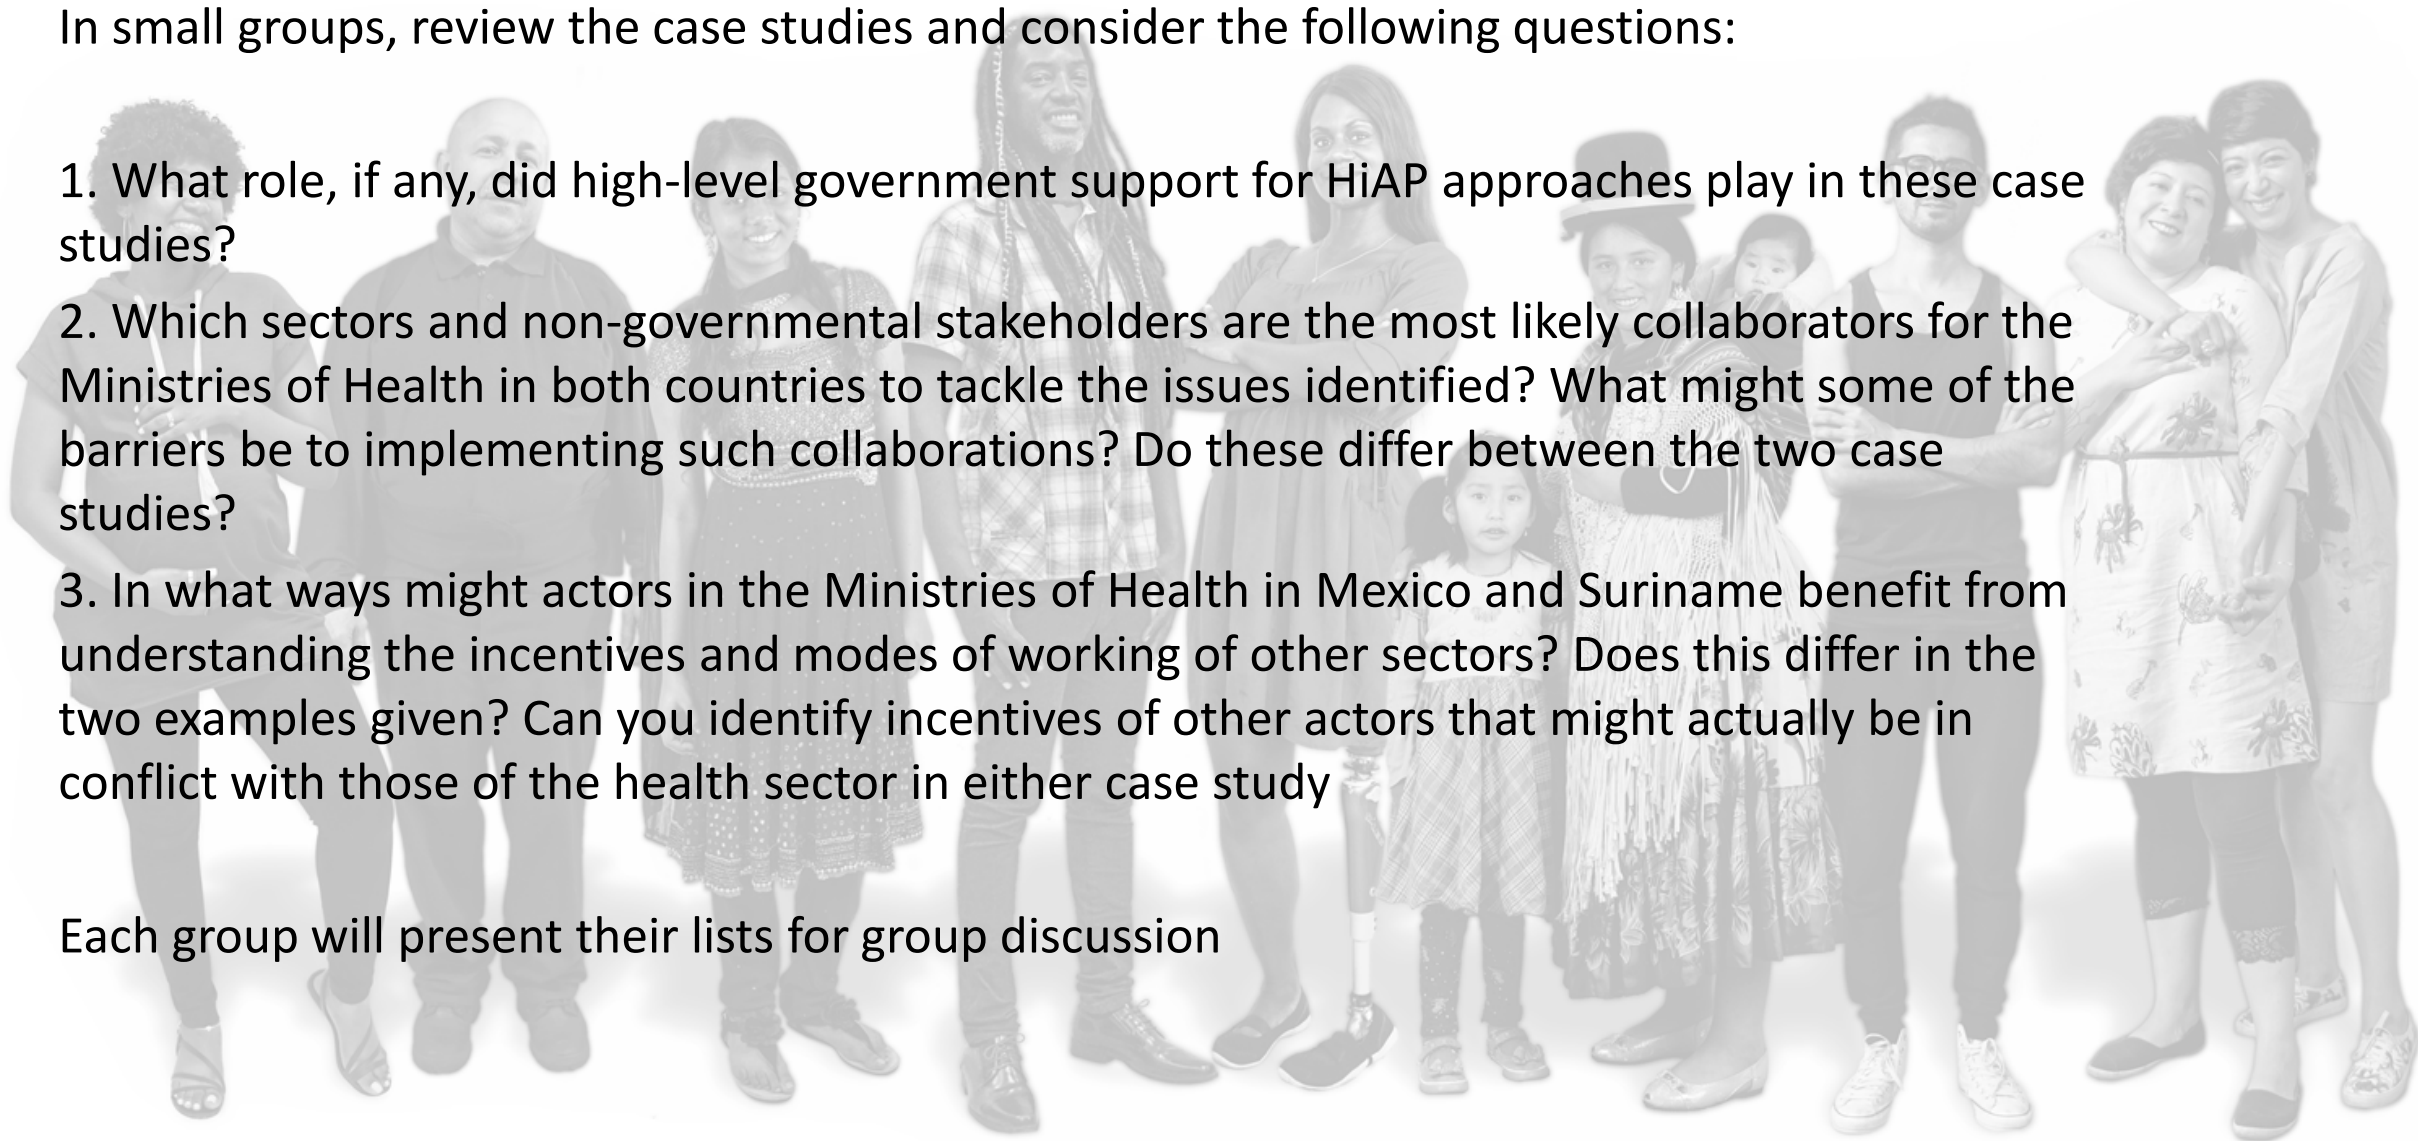 In small groups, review the case studies and consider the following questions:
1. What role, if any, did high-level government support for HiAP approaches play in these case
studies?
2. Which sectors and non-governmental stakeholders are the most likely collaborators for the
Ministries of Health in both countries to tackle the issues identified? What might some of the
barriers be to implementing such collaborations? Do these differ between the two case
studies?
3. In what ways might actors in the Ministries of Health in Mexico and Suriname benefit from
understanding the incentives and modes of working of other sectors? Does this differ in the
two examples given? Can you identify incentives of other actors that might actually be in
conflict with those of the health sector in either case study
Each group will present their lists for group discussion